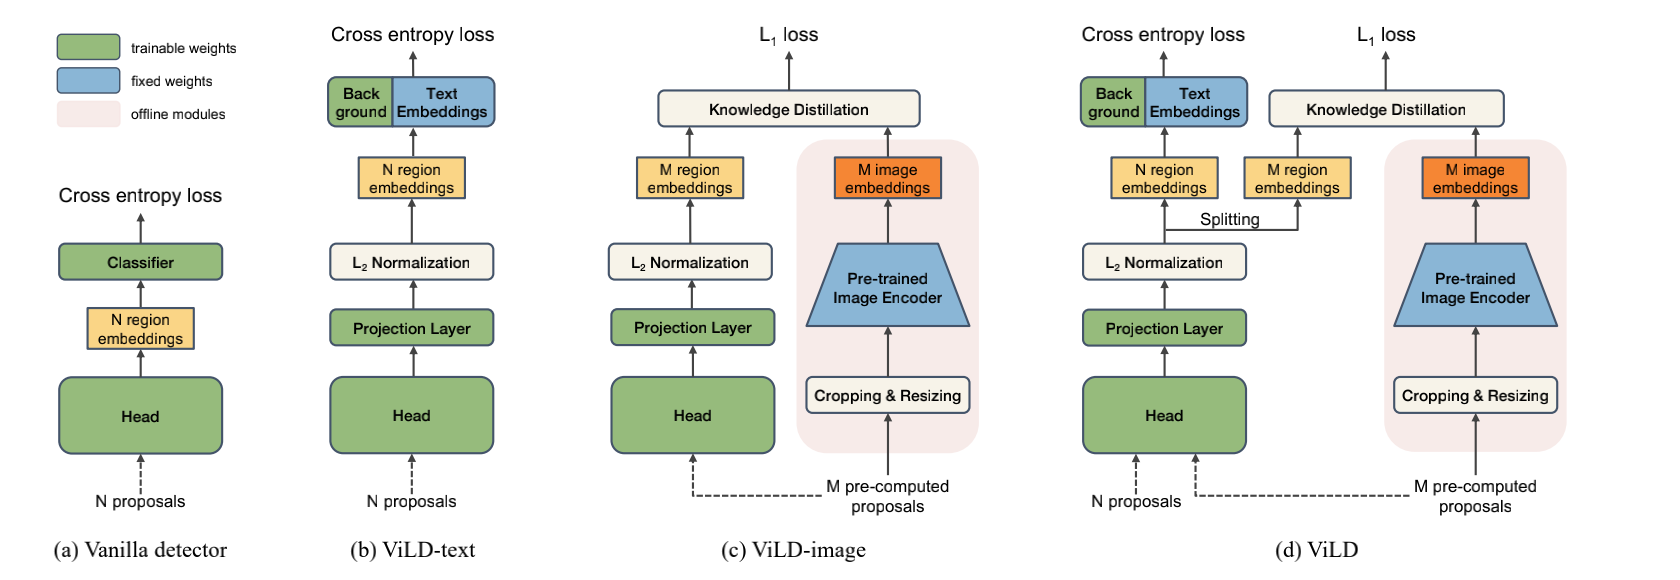 trainable weights
fixed weights
offline modules
Cross entropy loss
Classifier
N region
embeddings
Head
N proposals
(a) Vanilla detector
Cross entropy loss
Back
ground
Text
Embeddings
N region
embeddings
L2 Normalization
Projection Layer
Head
N proposals
(b) ViLD-text
L1 loss
Knowledge Distillation
M region
embeddings
M image
embeddings
L2 Normalization
Pre-trained
Image Encoder
Projection Layer
Cropping & Resizing
Head
M pre-computed
proposals
(c) ViLD-image
Cross entropy loss
L1 loss
Back
ground
Text
Embeddings
Knowledge Distillation
N region
embeddings
M region
embeddings
M image
embeddings
Splitting
L2 Normalization
Pre-trained
Image Encoder
Projection Layer
Cropping & Resizing
Head
N proposals
M pre-computed
proposals
(d) ViLD